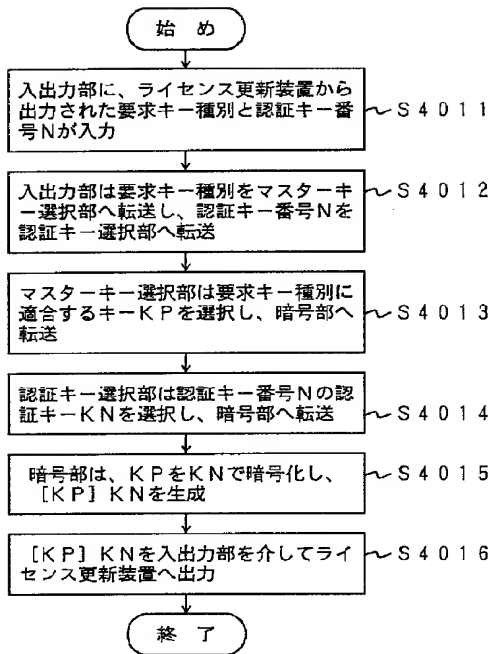 始 め
入出力部に、ライセンス更新装置から
出力された要求キー種別と認証キー番
号Nが入力
S4011
入出力部は要求キー種別をマスターキ
ー選択部へ転送し、認証キー番号Nを
認証キー選択部へ転送
S4012
マスターキー選択部は要求キー種別に
適合するキーKPを選択し、暗号部へ
転送
S4013
認証キー選択部は認証キー番号Nの認
証キーKNを選択し、暗号部へ転送
S4014
暗号部は、KPをKNで暗号化し、
[KP] KNを生成
S4015
[KP] KNを入出力部を介してライ
センス更新装置へ出力
S4016
終 了